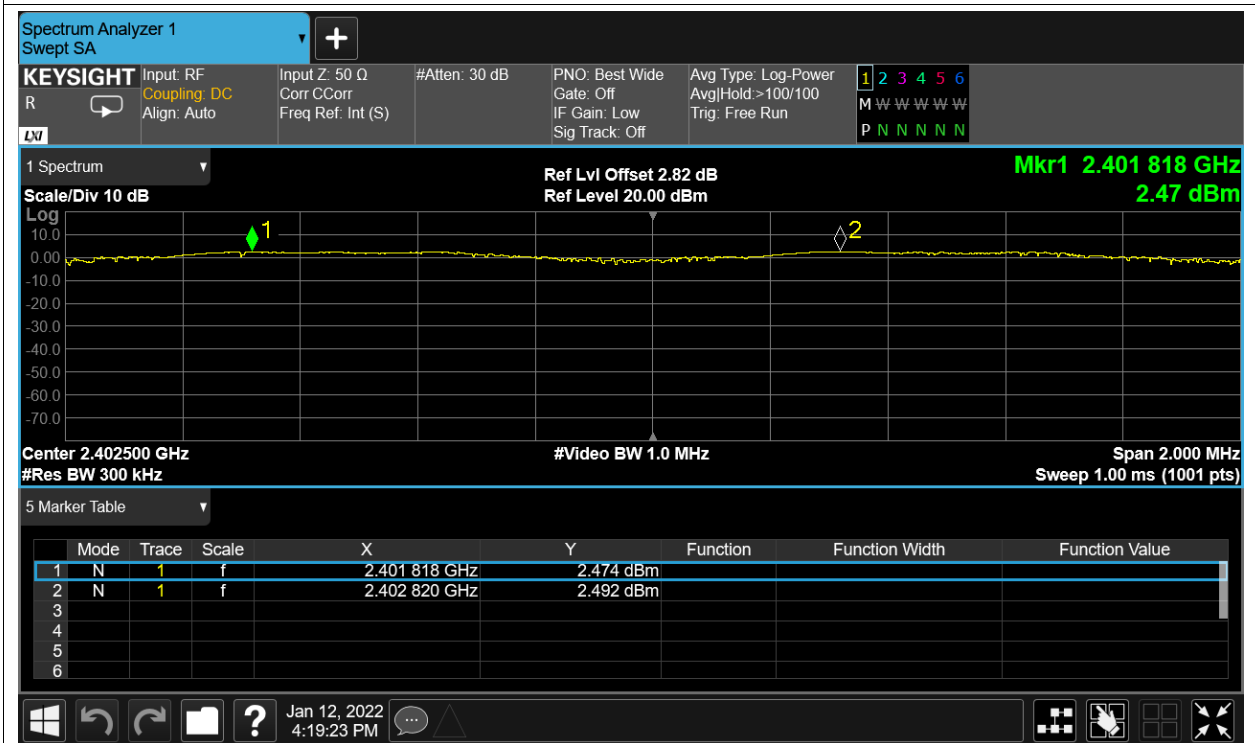 Spectrum Analyzer 1
Swept SA
+
KEYSIGHT Input: RF Input Z: 50 Ω #Atten: 30 dB PNO: Best Wide Avg Type: Log-Power 1 2 3 4 5 6
R Coupling: DC Corr CCorr Gate: Off Avg|Hold:>100/100 M W W W W W
Align: Auto Freq Ref: Int (S) IF Gain: Low Trig: Free Run
LXI Sig Track: Off P N N N N N
1 Spectrum Ref Lvl Offset 2.82 dB Mkr1 2.401 818 GHz
Scale/Div 10 dB Ref Level 20.00 dBm 2.47 dBm
Log
1 2
10.0
0.00
-10.0
-20.0
-30.0
-40.0
-50.0
-60.0
-70.0
Center 2.402500 GHz #Video BW 1.0 MHz Span 2.000 MHz
#Res BW 300 kHz Sweep 1.00 ms (1001 pts)
5 Marker Table
Mode Trace Scale X Y Function Function Width Function Value
1 N 1 f 2.401 818 GHz 2.474 dBm
2 N 1 f 2.402 820 GHz 2.492 dBm
3
4
5
6
? Jan 12, 2022
4:19:23 PM